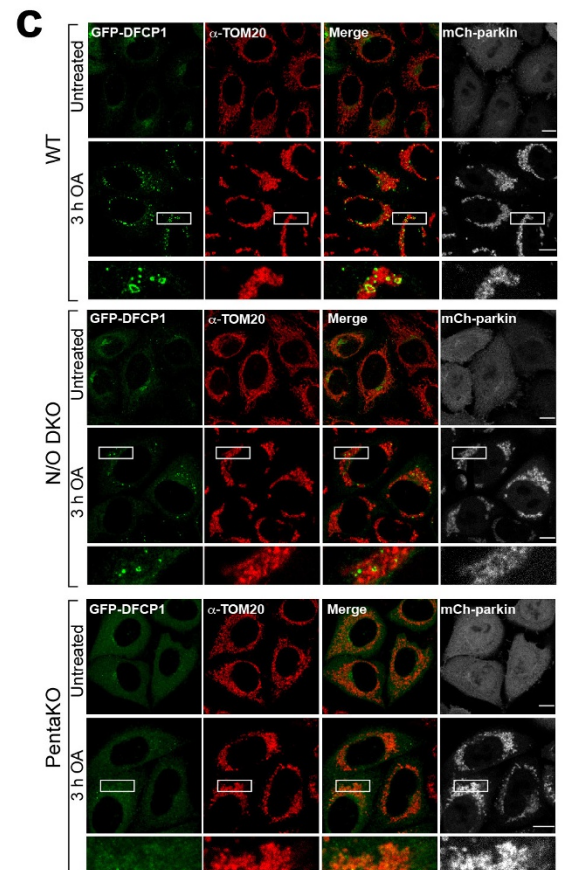 C
GFP-DFCP1 α-TOM20 Merge mCh-parkin
WT
Untreated
3 h OA
GFP-DFCP1 α-TOM20 Merge mCh-parkin
N/O DKO
Untreated
3 h OA
GFP-DFCP1 α-TOM20 Merge mCh-parkin
PentaKO
Untreated
3 h OA